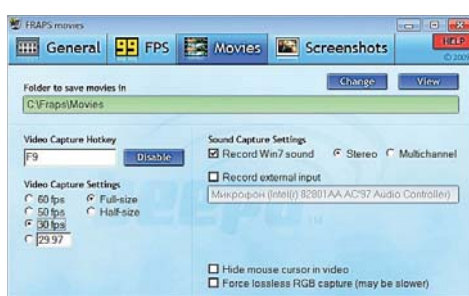 FRAPS movies
General 99 FPS Movies Screenshots HELP
© 2009
Folder to save movies in Change View
C:\Fraps\Movies
Video Capture Hotkey
F9 Disable
Video Capture Settings
60 fps Full-size
50 fps Half-size
30 fps
29.97
Sound Capture Settings
Record Win7 sound Stereo Multichannel
Record external input
Микрофон (Intel(r) 82801AA AC'97 Audio Controller)
Hide mouse cursor in video
Force lossless RGB capture (may be slower)